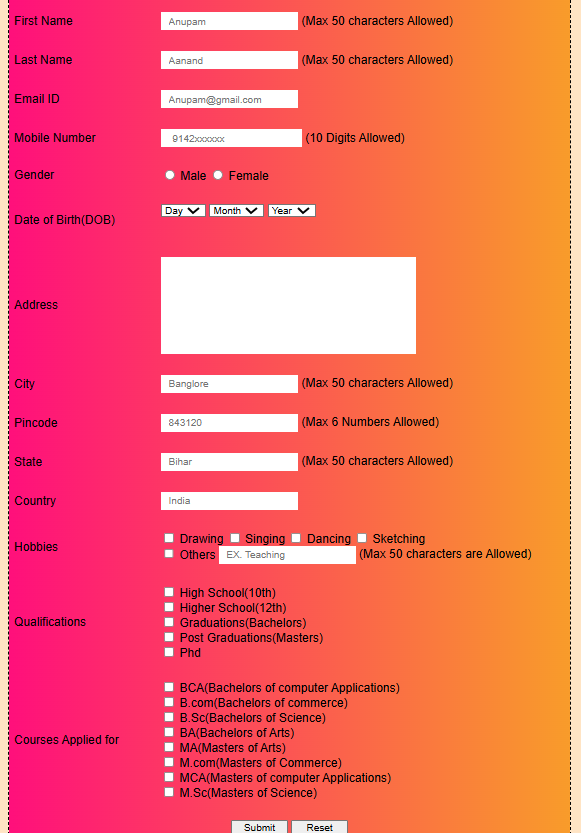 First Name Anupam (Max 50 characters Allowed)
Last Name Aanand (Max 50 characters Allowed)
Email ID Anupam@gmail.com
Mobile Number 9142xxxxxx (10 Digits Allowed)
Gender Male Female
Date of Birth(DOB) Day Month Year
Address
City Banglore (Max 50 characters Allowed)
Pincode 843120 (Max 6 Numbers Allowed)
State Bihar (Max 50 characters Allowed)
Country India
Hobbies
Drawing Singing Dancing Sketching
Others EX. Teaching (Max 50 characters are Allowed)
Qualifications
High School(10th)
Higher School(12th)
Graduations(Bachelors)
Post Graduations(Masters)
Phd
Courses Applied for
BCA(Bachelors of computer Applications)
B.com(Bachelors of commerce)
B.Sc(Bachelors of Science)
BA(Bachelors of Arts)
MA(Masters of Arts)
M.com(Masters of Commerce)
MCA(Masters of computer Applications)
M.Sc(Masters of Science)
Submit Reset